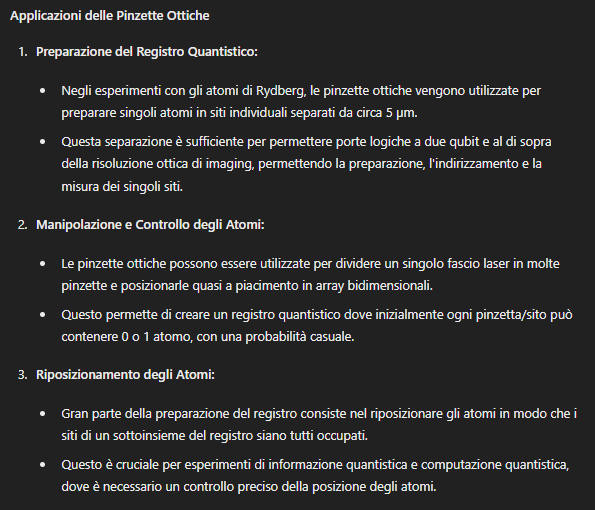 Applicazioni delle Pinzette Ottiche
1. Preparazione del Registro Quantistico:
• Negli esperimenti con gli atomi di Rydberg, le pinzette ottiche vengono utilizzate per
preparare singoli atomi in siti individuali separati da circa 5 μm.
• Questa separazione è sufficiente per permettere porte logiche a due qubit e al di sopra
della risoluzione ottica di imaging, permettendo la preparazione, l'indirizzamento e la
misura dei singoli siti.
2. Manipolazione e Controllo degli Atomi:
• Le pinzette ottiche possono essere utilizzate per dividere un singolo fascio laser in molte
pinzette e posizionarle quasi a piacimento in array bidimensionali.
• Questo permette di creare un registro quantistico dove inizialmente ogni pinzetta/sito può
contenere 0 o 1 atomo, con una probabilità casuale.
3. Riposizionamento degli Atomi:
• Gran parte della preparazione del registro consiste nel riposizionare gli atomi in modo che i
siti di un sottoinsieme del registro siano tutti occupati.
• Questo è cruciale per esperimenti di informazione quantistica e computazione quantistica,
dove è necessario un controllo preciso della posizione degli atomi.